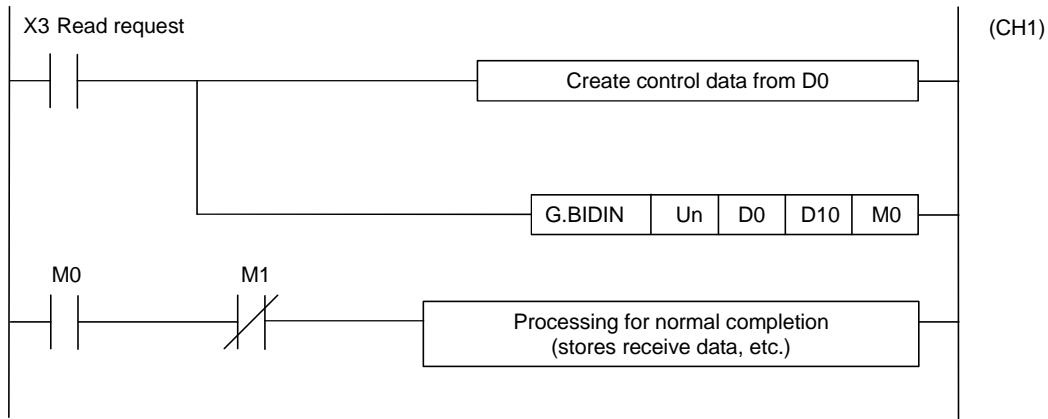 X3 Read request
(CH1)
Create control data from D0
G.BIDIN Un D0 D10 M0
M0 M1
Processing for normal completion
(stores receive data, etc.)